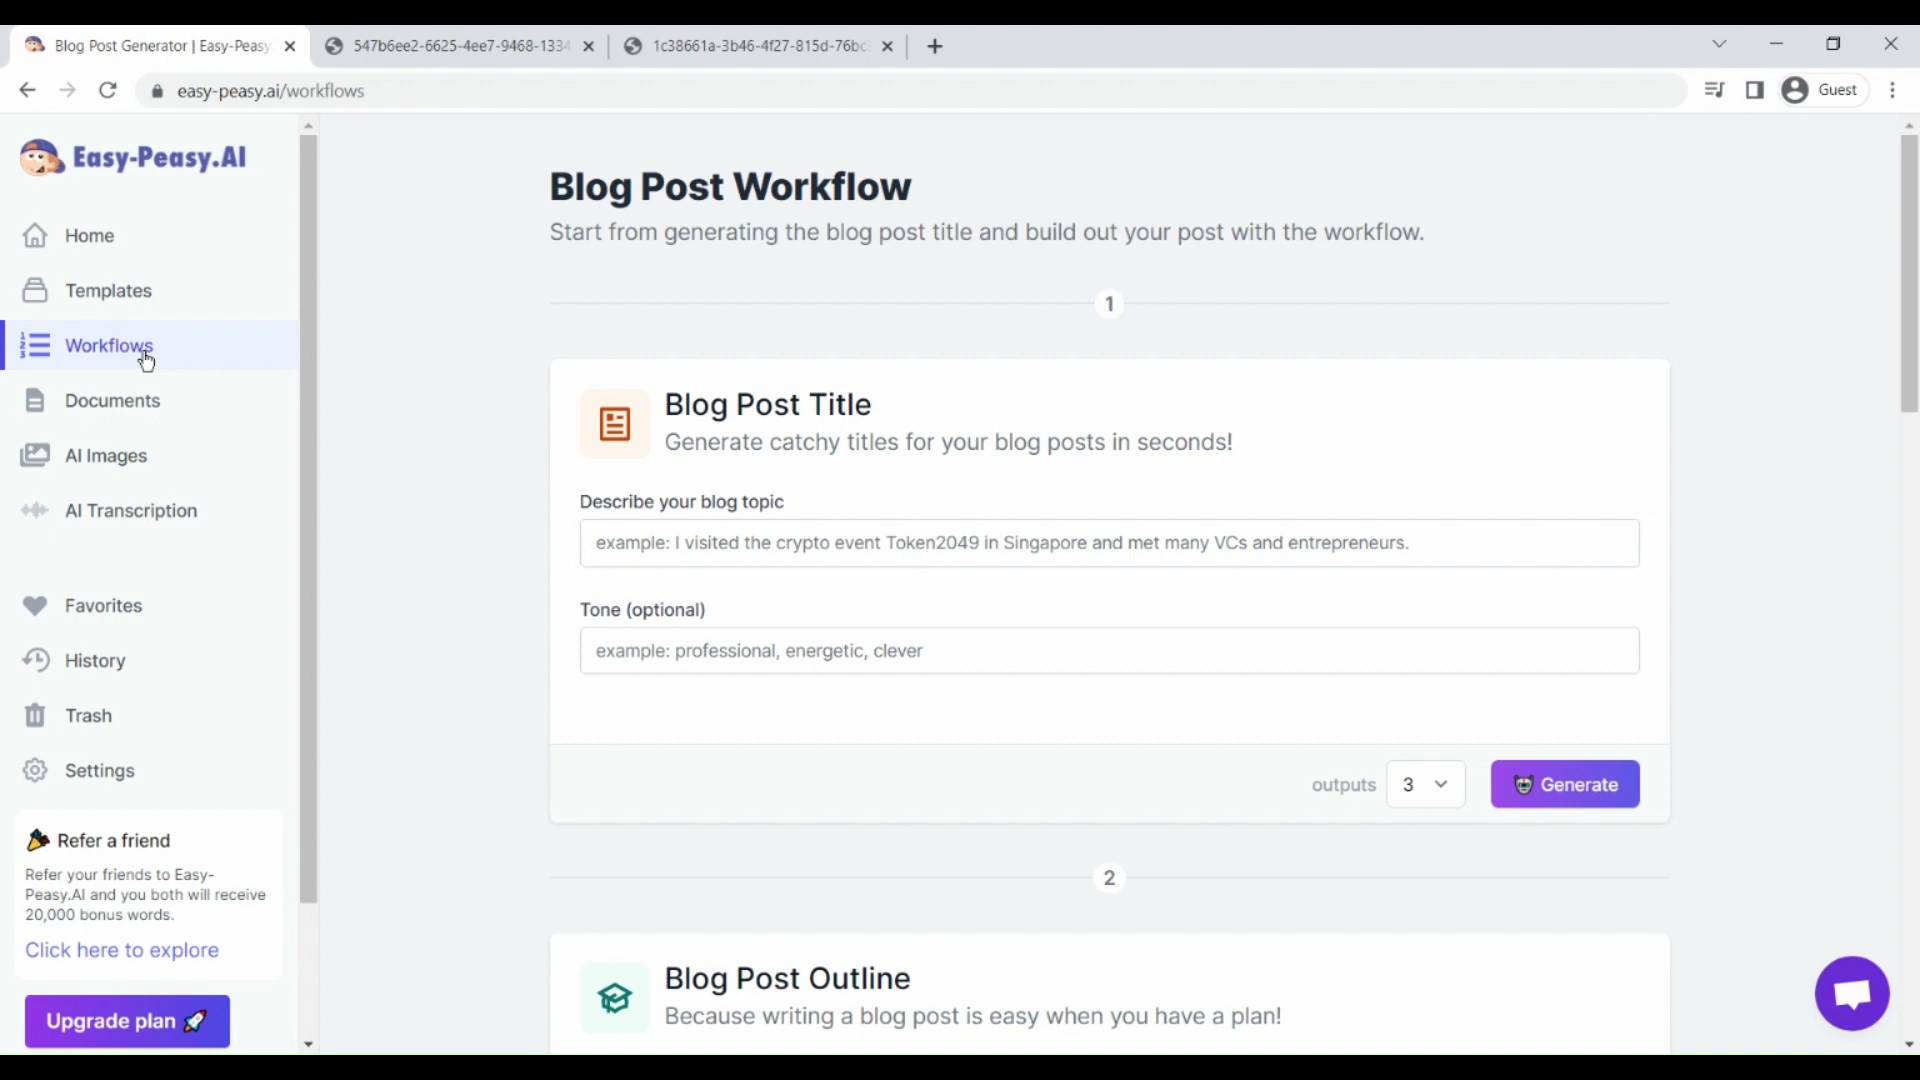 Blog Post Generator | Easy-Peasy
547b6ee2-6625-4ee7-9468-1334
1c38661a-3b46-4f27-815d-76bc
easy-peasy.ai/workflows
Guest
Easy-Peasy.AI
Home
Templates
Workflows
Documents
AI Images
AI Transcription
Favorites
History
Trash
Settings
Refer a friend
Refer your friends to Easy-
Peasy.AI and you both will receive
20,000 bonus words.
Click here to explore
Upgrade plan
Blog Post Workflow
Start from generating the blog post title and build out your post with the workflow.
1
Blog Post Title
Generate catchy titles for your blog posts in seconds!
Describe your blog topic
example: I visited the crypto event Token2049 in Singapore and met many VCs and entrepreneurs.
Tone (optional)
example: professional, energetic, clever
outputs 3 Generate
2
Blog Post Outline
Because writing a blog post is easy when you have a plan!